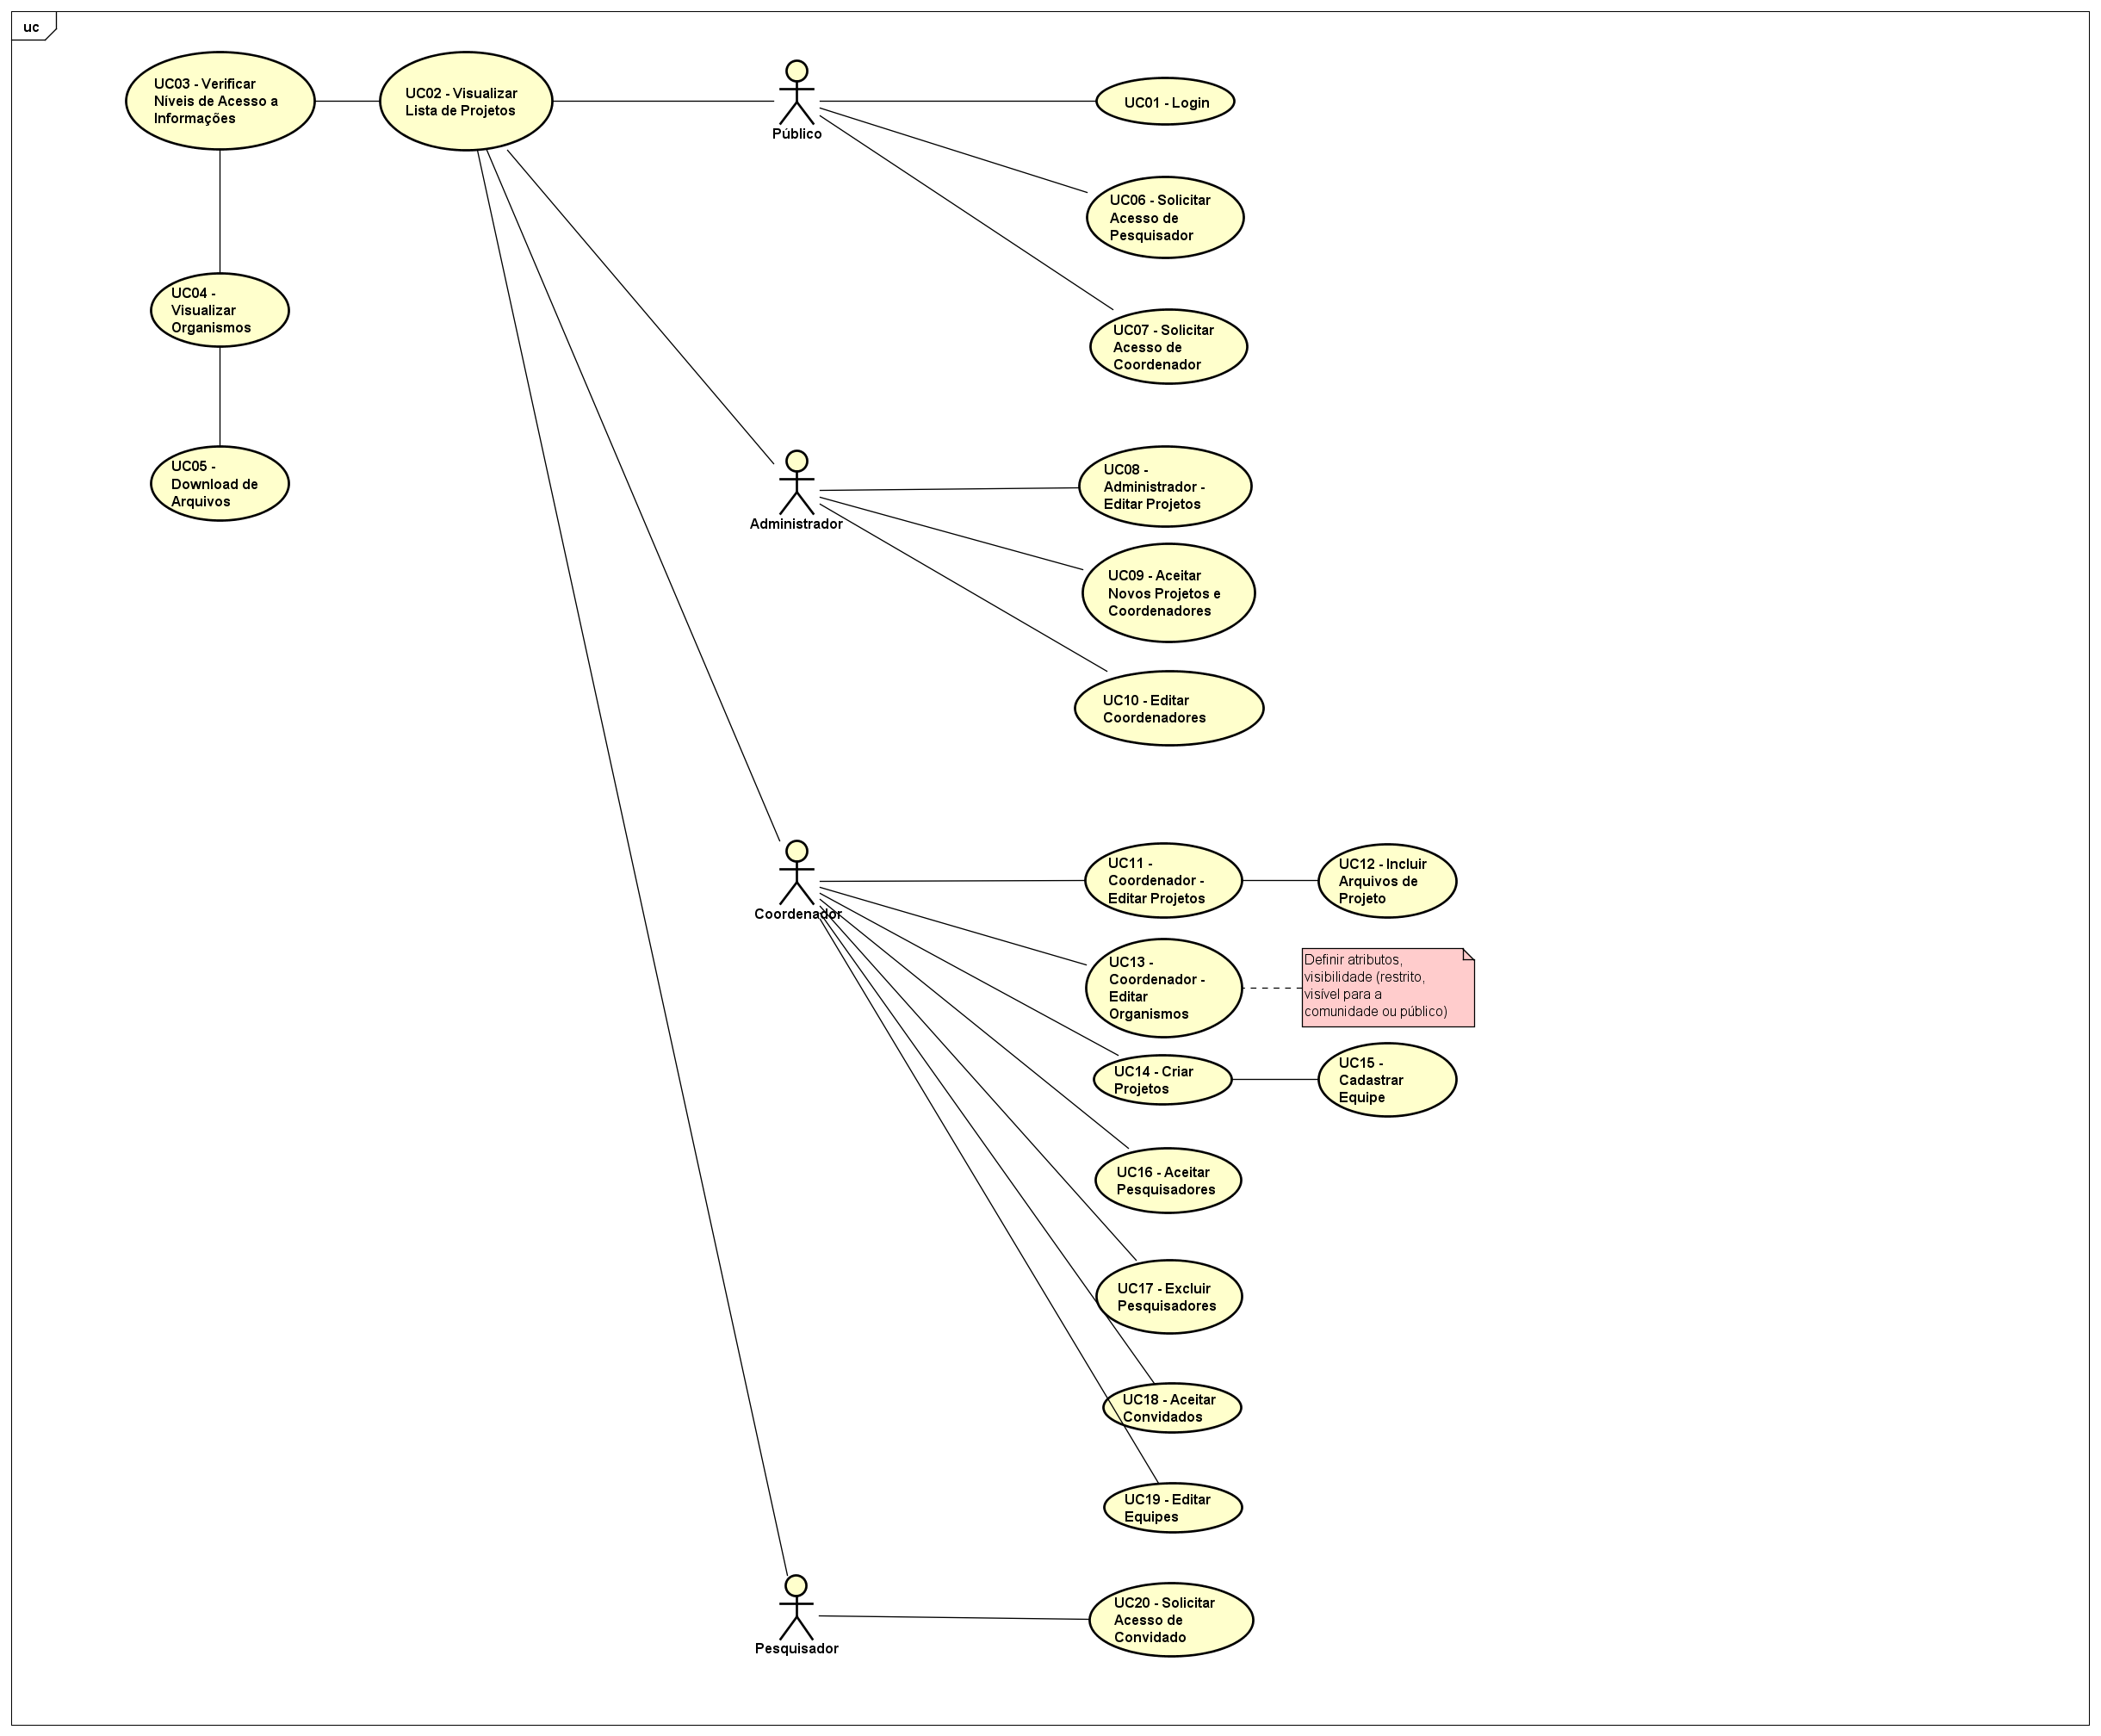 uc
UC03 - Verificar
Níveis de Acesso a
Informações
UC02 - Visualizar
Lista de Projetos
Público
UC01 - Login
UC06 - Solicitar
Acesso de
Pesquisador
UC04 -
Visualizar
Organismos
UC07 - Solicitar
Acesso de
Coordenador
UC05 -
Download de
Arquivos
Administrador
UC08 -
Administrador -
Editar Projetos
UC09 - Aceitar
Novos Projetos e
Coordenadores
UC10 - Editar
Coordenadores
Coordenador
UC11 -
Coordenador -
Editar Projetos
UC12 - Incluir
Arquivos de
Projeto
UC13 -
Coordenador -
Editar
Organismos
Definir atributos,
visibilidade (restrito,
visível para a
comunidade ou público)
UC14 - Criar
Projetos
UC15 -
Cadastrar
Equipe
UC16 - Aceitar
Pesquisadores
UC17 - Excluir
Pesquisadores
UC18 - Aceitar
Convidados
UC19 - Editar
Equipes
Pesquisador
UC20 - Solicitar
Acesso de
Convidado